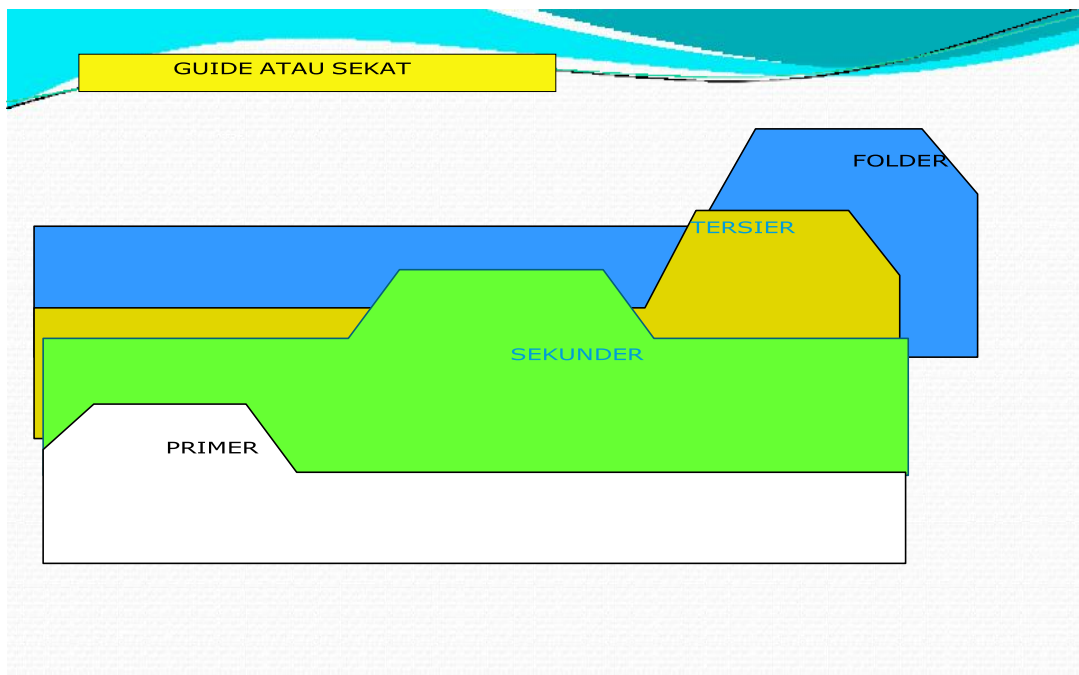 GUIDE ATAU SEKAT
FOLDER
TERSIER
SEKUNDER
PRIMER